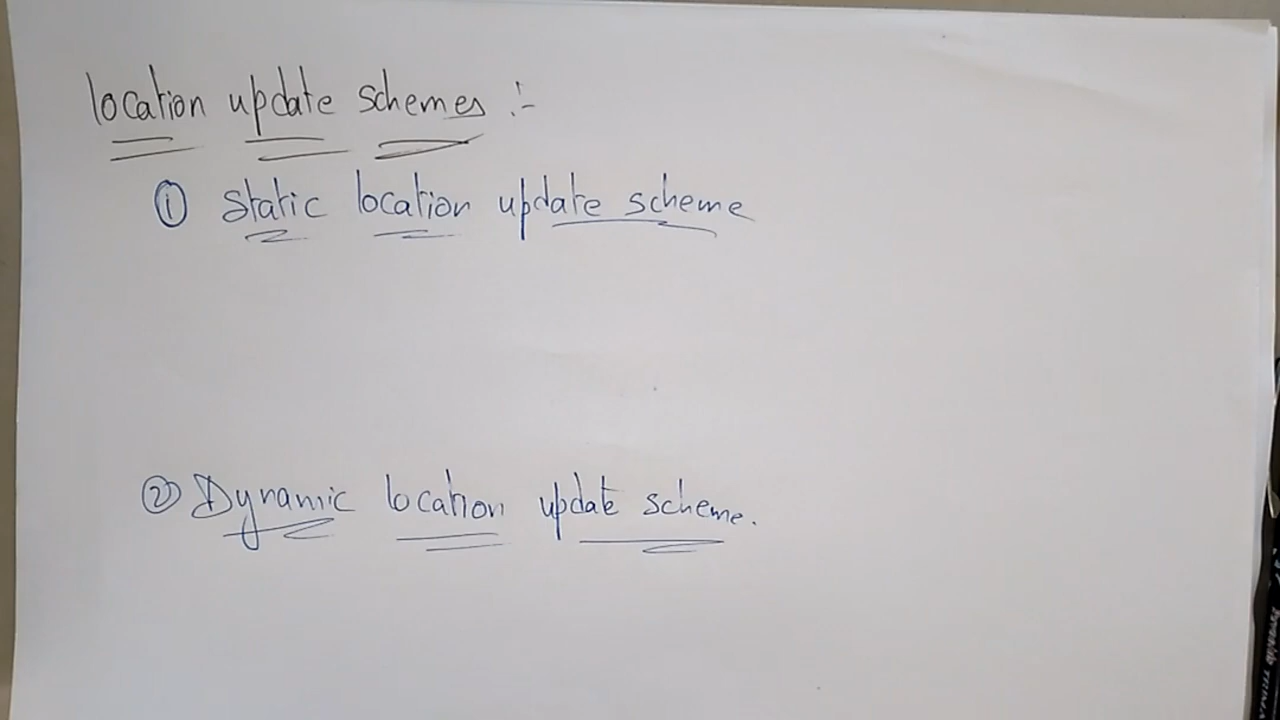 location update schemes :-
① static location update scheme
② Dynamic location update scheme.